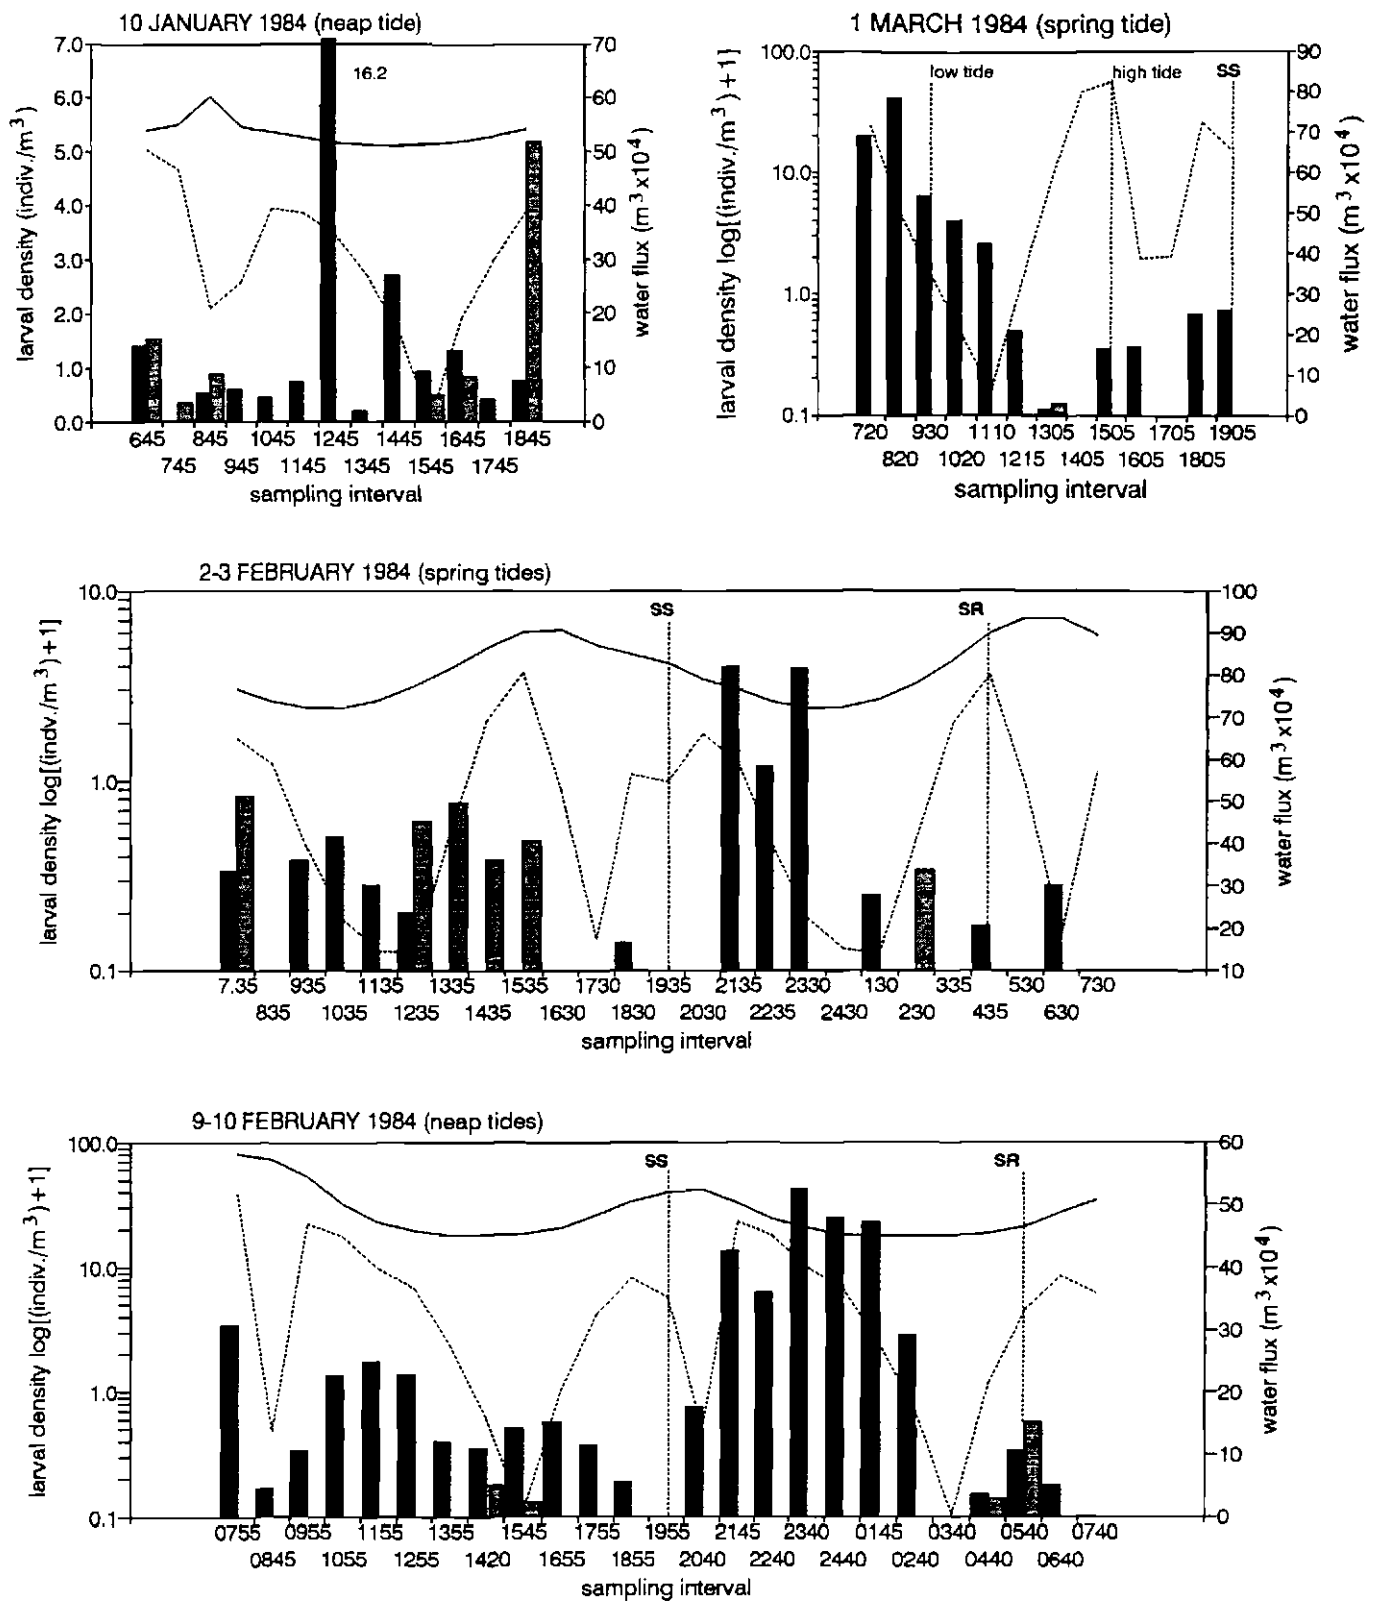 10 JANUARY 1984 (neap tide)
larval density (indiv./m³)
7.0
6.0
5.0
4.0
3.0
2.0
1.0
0.0
16.2
70
60
50
40
30
20
10
0
water flux (m³x10⁴)
645 845 1045 1245 1445 1645 1845
745 945 1145 1345 1545 1745
sampling interval
1 MARCH 1984 (spring tide)
larval density log[(indiv./m³)+1]
100.0
10.0
1.0
0.1
low tide
high tide
SS
90
80
70
60
50
40
30
20
10
0
water flux (m³x10⁴)
720 930 1110 1305 1505 1705 1905
820 1020 1215 1405 1605 1805
sampling interval
2-3 FEBRUARY 1984 (spring tides)
larval density log[(indv./m³)+1]
10.0
1.0
0.1
SS
SR
100
90
80
70
60
50
40
30
20
10
water flux (m³x10⁴)
7.35 935 1135 1335 1535 1730 1935 2135 2330 130 335 530 730
835 1035 1235 1435 1630 1830 2030 2235 2430 230 435 630
sampling interval
9-10 FEBRUARY 1984 (neap tides)
larval density log[(indiv./m³)+1]
100.0
10.0
1.0
0.1
SS
SR
60
50
40
30
20
10
0
water flux (m³x10⁴)
0755 0955 1155 1355 1545 1755 1955 2145 2340 0145 0340 0540 0740
0845 1055 1255 1420 1655 1855 2040 2240 2440 0240 0440 0640
sampling interval